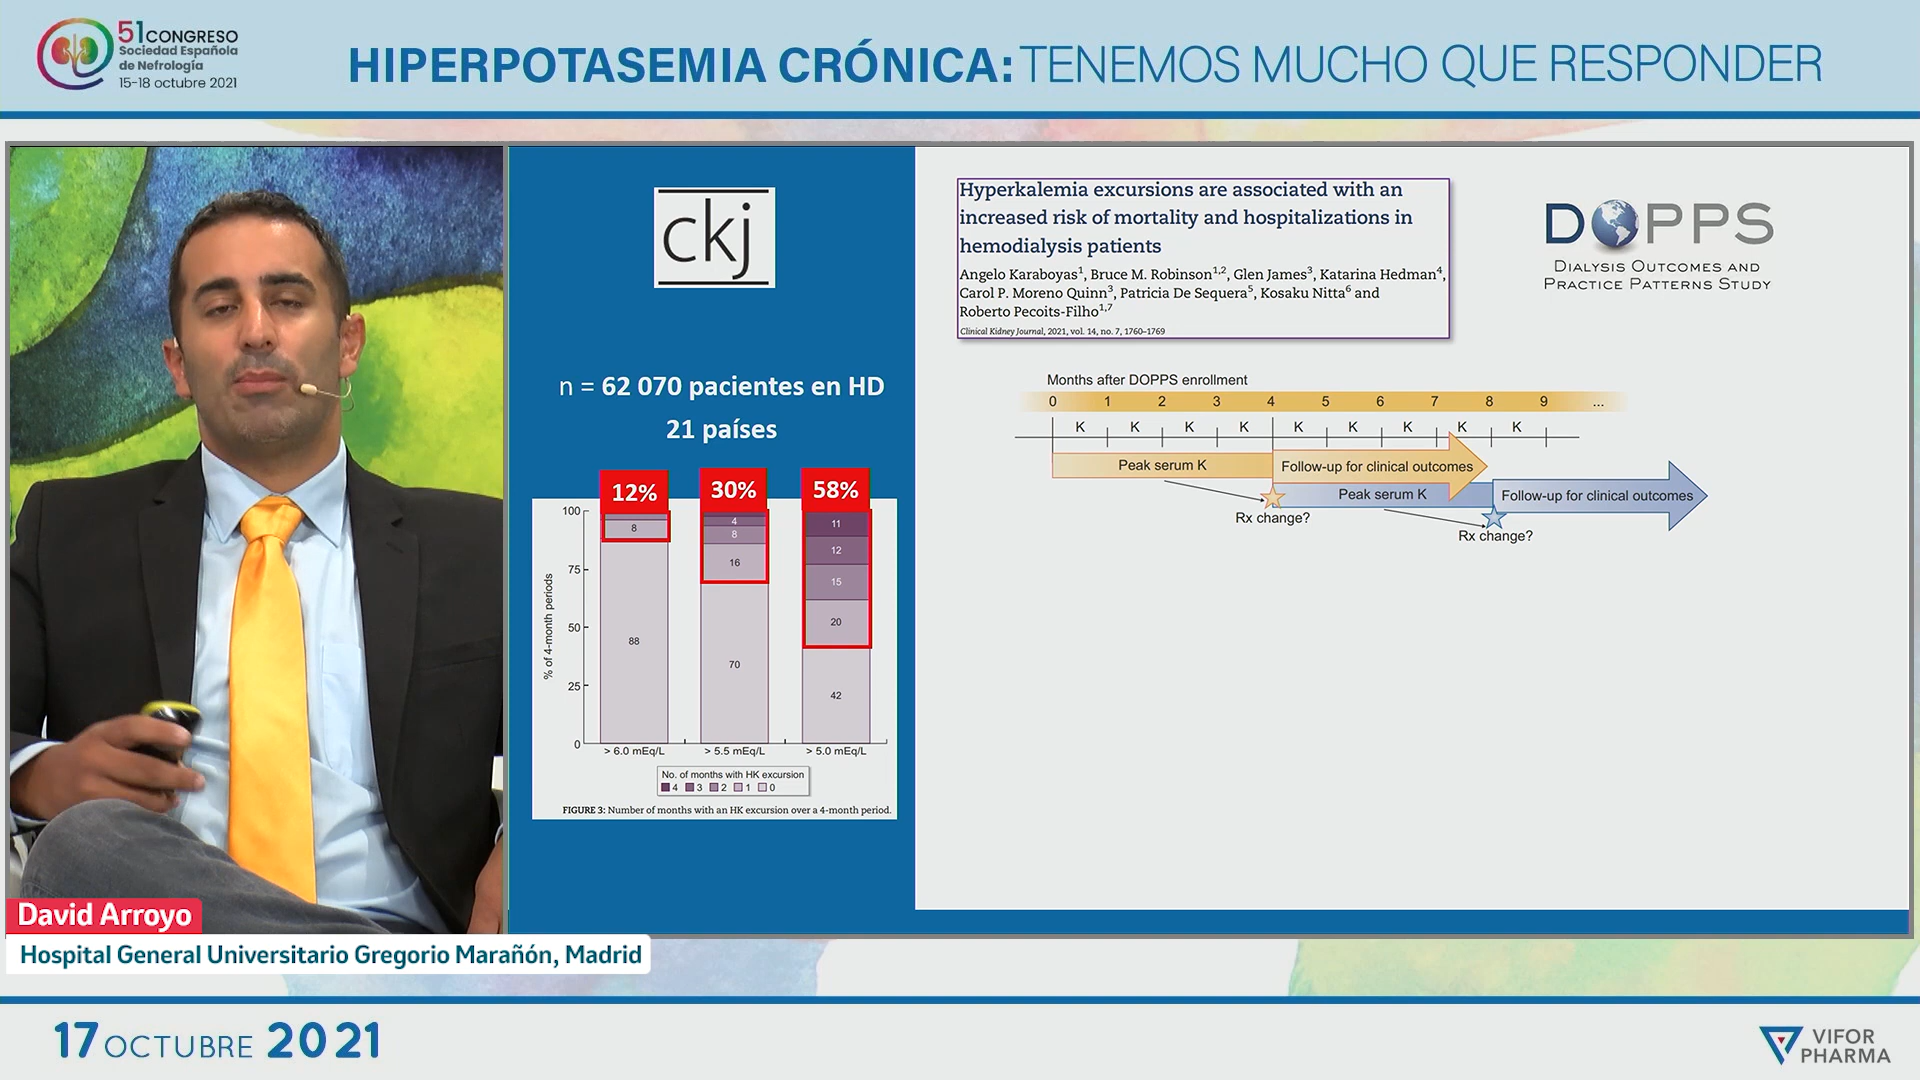 51 CONGRESO
Sociedad Española
de Nefrología
15-18 octubre 2021
HIPERPOTASEMIA CRÓNICA: TENEMOS MUCHO QUE RESPONDER
ckj
n = 62 070 pacientes en HD
21 países
12%
30%
58%
100
75
50
25
0
% of 4-month periods
8
88
4
8
16
70
11
12
15
20
42
> 6.0 mEq/L
> 5.5 mEq/L
> 5.0 mEq/L
No. of months with HK excursion
4 3 2 1 0
FIGURE 3: Number of months with an HK excursion over a 4-month period.
Hyperkalemia excursions are associated with an
increased risk of mortality and hospitalizations in
hemodialysis patients
Angelo Karaboyas1, Bruce M. Robinson1,2, Glen James3, Katarina Hedman4,
Carol P. Moreno Quinn3, Patricia De Sequera5, Kosaku Nitta6 and
Roberto Pecoits-Filho1,7
Clinical Kidney Journal, 2021, vol. 14, no. 7, 1760–1769
DOPPS
DIALYSIS OUTCOMES AND
PRACTICE PATTERNS STUDY
Months after DOPPS enrollment
0 1 2 3 4 5 6 7 8 9 ...
K K K K K K K K K
Peak serum K
Follow-up for clinical outcomes
Peak serum K
Follow-up for clinical outcomes
Rx change?
Rx change?
David Arroyo
Hospital General Universitario Gregorio Marañón, Madrid
17 OCTUBRE 2021
VIFOR
PHARMA